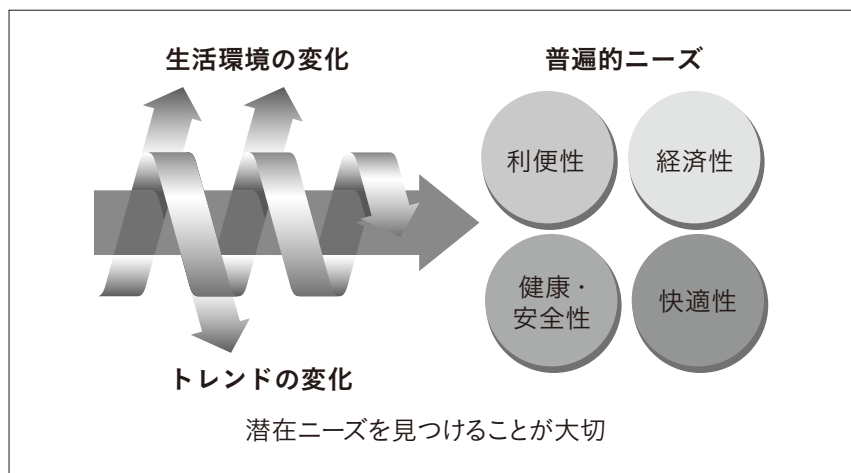 生活環境の変化
普遍的ニーズ
利便性
経済性
健康・
安全性
快適性
トレンドの変化
潜在ニーズを見つけることが大切